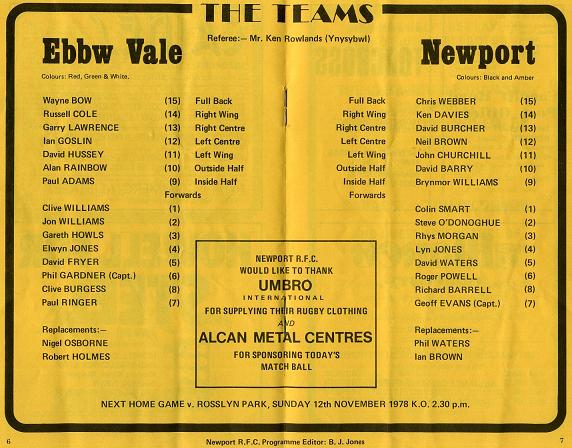 THE TEAMS
Referee:— Mr. Ken Rowlands (Ynysybwl)
Ebbw Vale
Colours: Red, Green & White.
Wayne BOW (15) Full Back
Russell COLE (14) Right Wing
Garry LAWRENCE (13) Right Centre
Ian GOSLIN (12) Left Centre
David HUSSEY (11) Left Wing
Alan RAINBOW (10) Outside Half
Paul ADAMS (9) Inside Half
Forwards
Clive WILLIAMS (1)
Jon WILLIAMS (2)
Gareth HOWLS (3)
Elwyn JONES (4)
David FRYER (5)
Phil GARDNER (Capt.) (6)
Clive BURGESS (8)
Paul RINGER (7)
Replacements:—
Nigel OSBORNE
Robert HOLMES
Newport
Colours: Black and Amber
Full Back Chris WEBBER (15)
Right Wing Ken DAVIES (14)
Right Centre David BURCHER (13)
Left Centre Neil BROWN (12)
Left Wing John CHURCHILL (11)
Outside Half David BARRY (10)
Inside Half Brynmor WILLIAMS (9)
Forwards
Colin SMART (1)
Steve O'DONOGHUE (2)
Rhys MORGAN (3)
Lyn JONES (4)
David WATERS (5)
Roger POWELL (6)
Richard BARRELL (8)
Geoff EVANS (Capt.) (7)
Replacements:—
Phil WATERS
Ian BROWN
NEWPORT R.F.C.
WOULD LIKE TO THANK
UMBRO
INTERNATIONAL
FOR SUPPLYING THEIR RUGBY CLOTHING
AND
ALCAN METAL CENTRES
FOR SPONSORING TODAY'S
MATCH BALL
NEXT HOME GAME v. ROSSLYN PARK, SUNDAY 12th NOVEMBER 1978 K.O. 2.30 p.m.
6
Newport R.F.C. Programme Editor: B. J. Jones
7